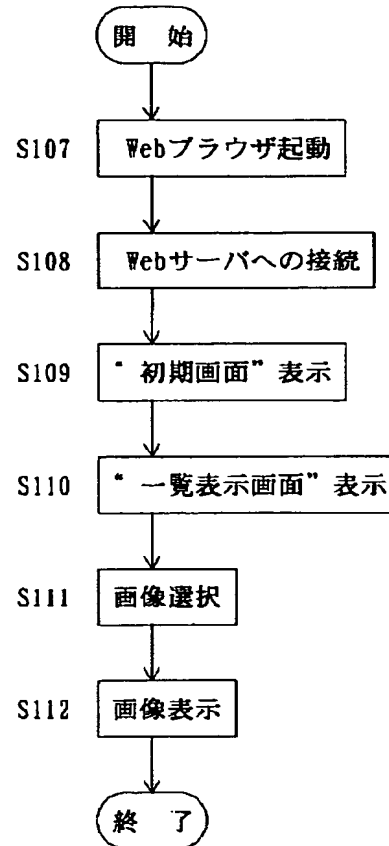 開 始
S107 Webブラウザ起動
S108 Webサーバへの接続
S109 “初期画面”表示
S110 “一覧表示画面”表示
S111 画像選択
S112 画像表示
終 了